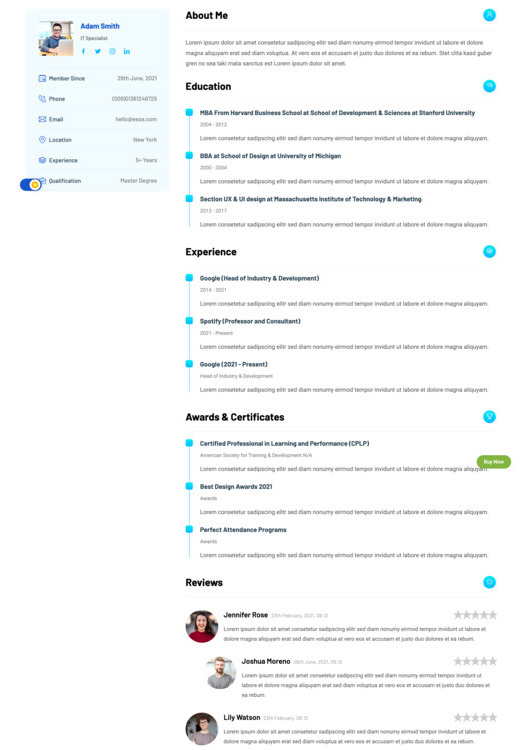 Adam Smith
IT Specialist
Member Since 28th June, 2021
Phone (009)01381246725
Email hello@eeza.com
Location New York
Experience 5+ Years
Qualification Master Degree
About Me
Lorem ipsum dolor sit amet consetetur sadipscing elitr sed diam nonumy eirmod tempor invidunt ut labore et dolore
magna aliquyam erat sed diam voluptua. At vero eos et accusam et justo duo dolores et ea rebum. Stet clita kasd guber
gren no sea taki mata sanctus est Lorem ipsum dolor sit amet.
Education
MBA From Harvard Business School at School of Development & Sciences at Stanford University
2004 - 2012
Lorem consetetur sadipscing elitr sed diam nonumy eirmod tempor invidunt ut labore et dolore magna aliquyam.
BBA at School of Design at University of Michigan
2000 - 2004
Lorem consetetur sadipscing elitr sed diam nonumy eirmod tempor invidunt ut labore et dolore magna aliquyam.
Section UX & UI design at Massachusetts Institute of Technology & Marketing
2013 - 2017
Lorem consetetur sadipscing elitr sed diam nonumy eirmod tempor invidunt ut labore et dolore magna aliquyam.
Experience
Google (Head of Industry & Development)
2014 - 2021
Lorem consetetur sadipscing elitr sed diam nonumy eirmod tempor invidunt ut labore et dolore magna aliquyam.
Spotify (Professor and Consultant)
2021 - Present
Lorem consetetur sadipscing elitr sed diam nonumy eirmod tempor invidunt ut labore et dolore magna aliquyam.
Google (2021 - Present)
Head of Industry & Development
Lorem consetetur sadipscing elitr sed diam nonumy eirmod tempor invidunt ut labore et dolore magna aliquyam.
Awards & Certificates
Certified Professional in Learning and Performance (CPLP)
American Society for Training & Development N/A
Buy Now
Lorem consetetur sadipscing elitr sed diam nonumy eirmod tempor invidunt ut labore et dolore magna aliquyam.
Best Design Awards 2021
Awards
Lorem consetetur sadipscing elitr sed diam nonumy eirmod tempor invidunt ut labore et dolore magna aliquyam.
Perfect Attendance Programs
Awards
Lorem consetetur sadipscing elitr sed diam nonumy eirmod tempor invidunt ut labore et dolore magna aliquyam.
Reviews
Jennifer Rose 23th February, 2021, 06:12
Lorem ipsum dolor sit amet consetetur sadipscing elitr sed diam nonumy eirmod tempor invidunt ut labore et
dolore magna aliquyam erat sed diam voluptua at vero eos et accusam et justo duo dolores et ea rebum.
Joshua Moreno 26th June, 2021, 06:12
Lorem ipsum dolor sit amet consetetur sadipscing elitr sed diam nonumy eirmod tempor invidunt ut
labore et dolore magna aliquyam erat sed diam voluptua at vero eos et accusam et justo duo dolores et
ea rebum.
Lily Watson 23th February, 06:12
Lorem ipsum dolor sit amet consetetur sadipscing elitr sed diam nonumy eirmod tempor invidunt ut labore et
dolore magna aliquyam erat sed diam voluptua at vero eos et accusam et justo duo dolores et ea rebum.